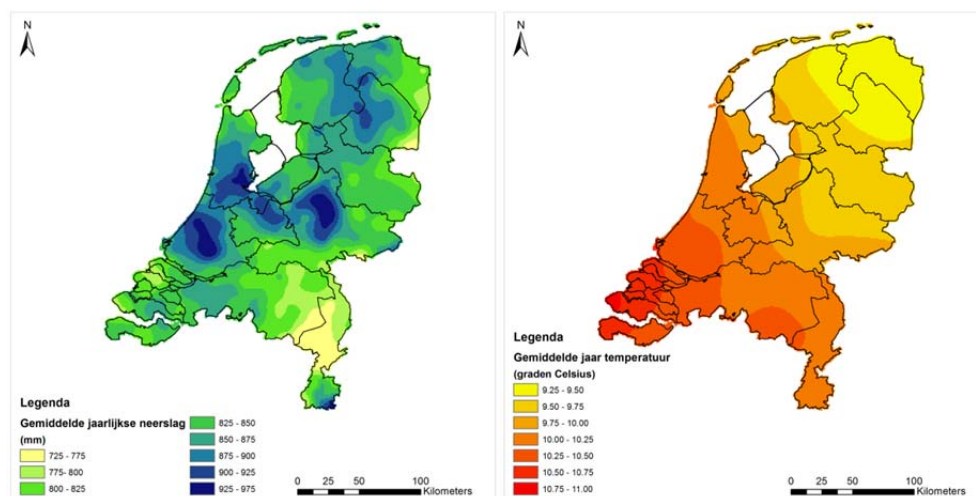 N
Legenda
Gemiddelde jaarlijkse neerslag
(mm)
725 - 775
775- 800
800 - 825
825 - 850
850 - 875
875 - 900
900 - 925
925 - 975
0 25 50 100
Kilometers
N
Legenda
Gemiddelde jaar temperatuur
(graden Celsius)
9.25 - 9.50
9.50 - 9.75
9.75 - 10.00
10.00 - 10.25
10.25 - 10.50
10.50 - 10.75
10.75 - 11.00
0 25 50 100
Kilometers